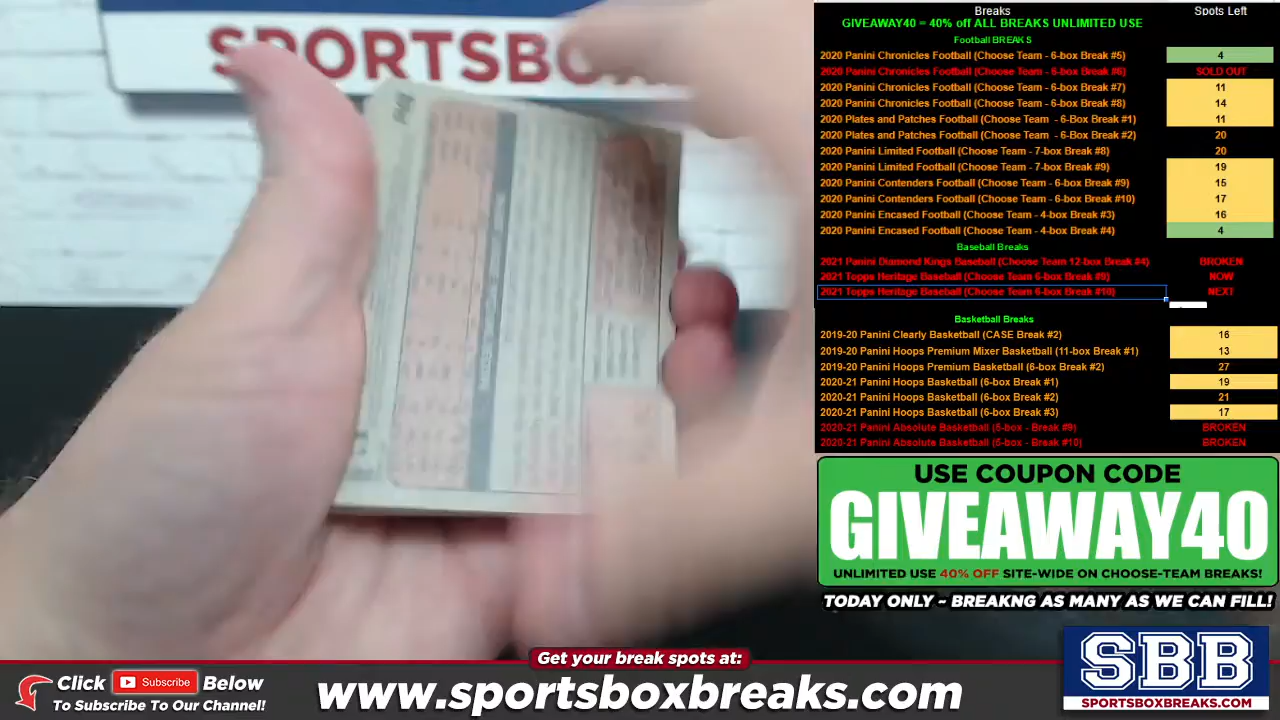 SPORTSBO
Breaks Spots Left
GIVEAWAY40 = 40% off ALL BREAKS UNLIMITED USE
Football BREAKS
2020 Panini Chronicles Football (Choose Team - 6-box Break #5) 4
2020 Panini Chronicles Football (Choose Team - 6-box Break #6) SOLD OUT
2020 Panini Chronicles Football (Choose Team - 6-box Break #7) 11
2020 Panini Chronicles Football (Choose Team - 6-box Break #8) 14
2020 Plates and Patches Football (Choose Team - 6-Box Break #1) 11
2020 Plates and Patches Football (Choose Team - 6-Box Break #2) 20
2020 Panini Limited Football (Choose Team - 7-box Break #8) 20
2020 Panini Limited Football (Choose Team - 7-box Break #9) 19
2020 Panini Contenders Football (Choose Team - 6-box Break #9) 15
2020 Panini Contenders Football (Choose Team - 6-box Break #10) 17
2020 Panini Encased Football (Choose Team - 4-box Break #3) 16
2020 Panini Encased Football (Choose Team - 4-box Break #4) 4
Baseball Breaks
2021 Panini Diamond Kings Baseball (Choose Team 12-box Break #4) BROKEN
2021 Topps Heritage Baseball (Choose Team 6-box Break #9) NOW
2021 Topps Heritage Baseball (Choose Team 6-box Break #10) NEXT
Basketball Breaks
2019-20 Panini Clearly Basketball (CASE Break #2) 16
2019-20 Panini Hoops Premium Mixer Basketball (11-box Break #1) 13
2019-20 Panini Hoops Premium Basketball (6-box Break #2) 27
2020-21 Panini Hoops Basketball (6-box Break #1) 19
2020-21 Panini Hoops Basketball (6-box Break #2) 21
2020-21 Panini Hoops Basketball (6-box Break #3) 17
2020-21 Panini Absolute Basketball (5-box - Break #9) BROKEN
2020-21 Panini Absolute Basketball (5-box - Break #10) BROKEN
USE COUPON CODE
GIVEAWAY40
UNLIMITED USE 40% OFF SITE-WIDE ON CHOOSE-TEAM BREAKS!
TODAY ONLY ~ BREAKNG AS MANY AS WE CAN FILL!
Get your break spots at:
Click Subscribe Below
To Subscribe To Our Channel!
www.sportsboxbreaks.com
SBB
SPORTSBOXBREAKS.COM